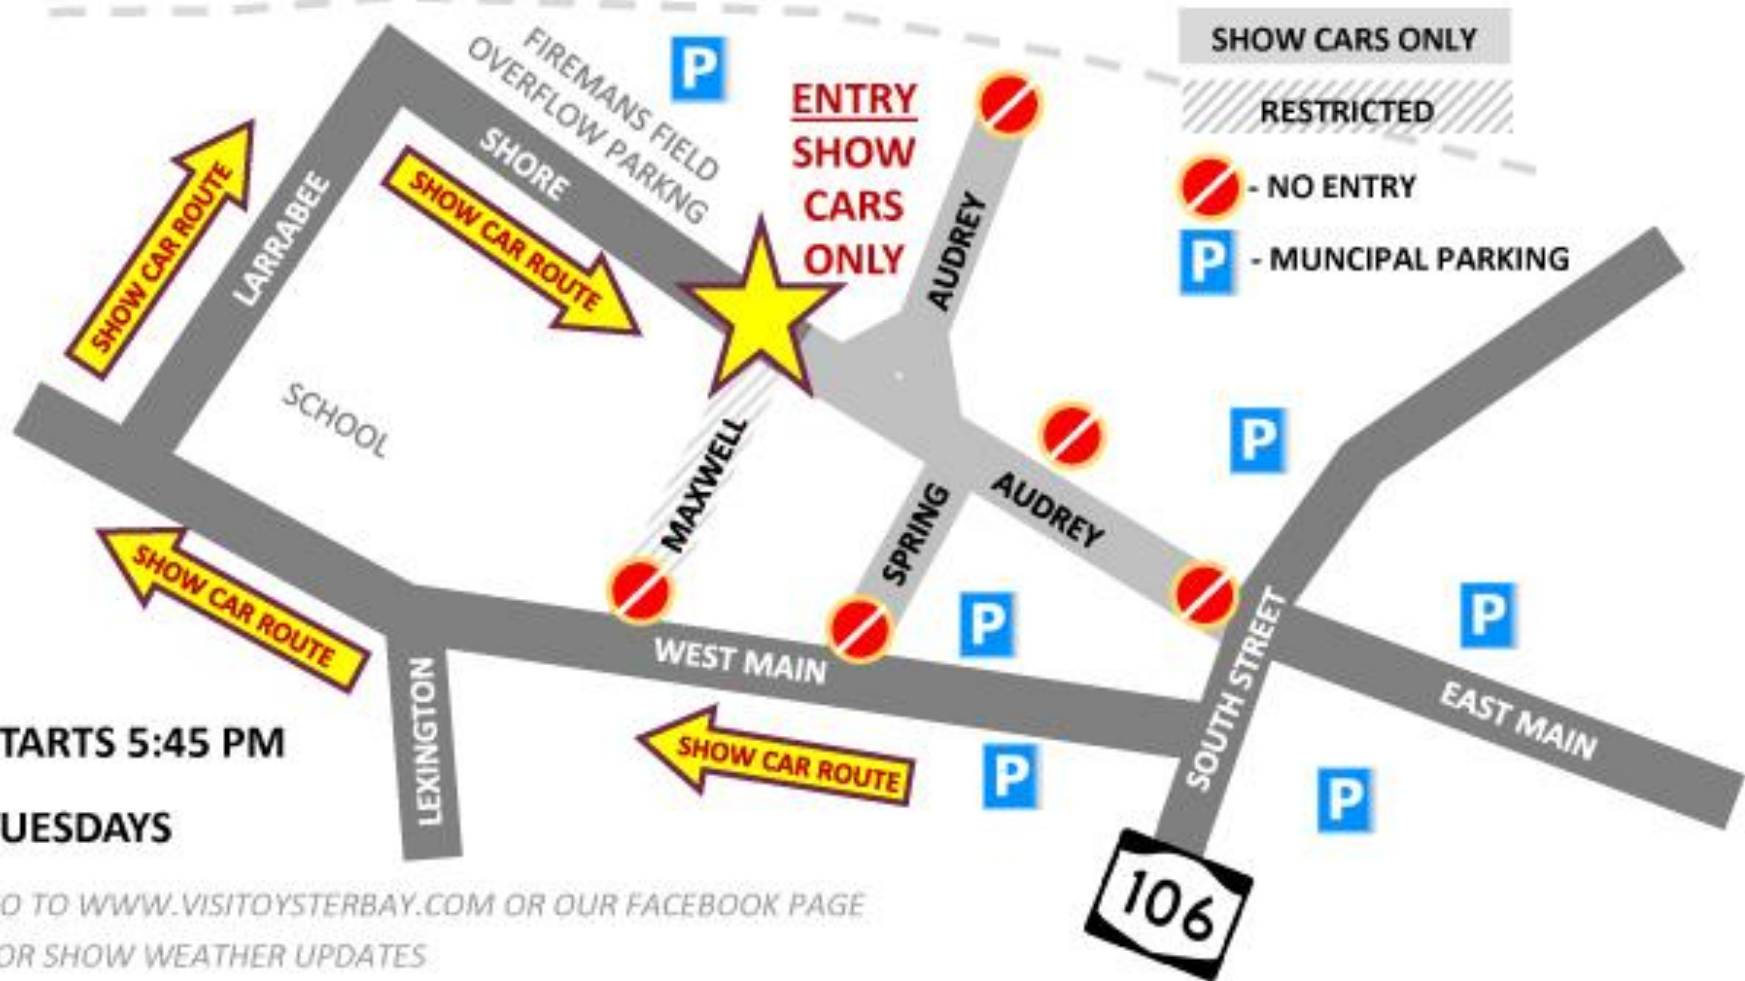 FIREMANS FIELD
OVERFLOW PARKNG
P
ENTRY
SHOW
CARS
ONLY
SHOW CARS ONLY
RESTRICTED
- NO ENTRY
P - MUNCIPAL PARKING
SHORE
LARRABEE
SHOW CAR ROUTE
SHOW CAR ROUTE
AUDREY
SCHOOL
MAXWELL
SPRING
AUDREY
P
P
P
SHOW CAR ROUTE
WEST MAIN
SOUTH STREET
EAST MAIN
LEXINGTON
SHOW CAR ROUTE
P
P
106
TARTS 5:45 PM
UESDAYS
O TO WWW.VISITOYSTERBAY.COM OR OUR FACEBOOK PAGE
OR SHOW WEATHER UPDATES